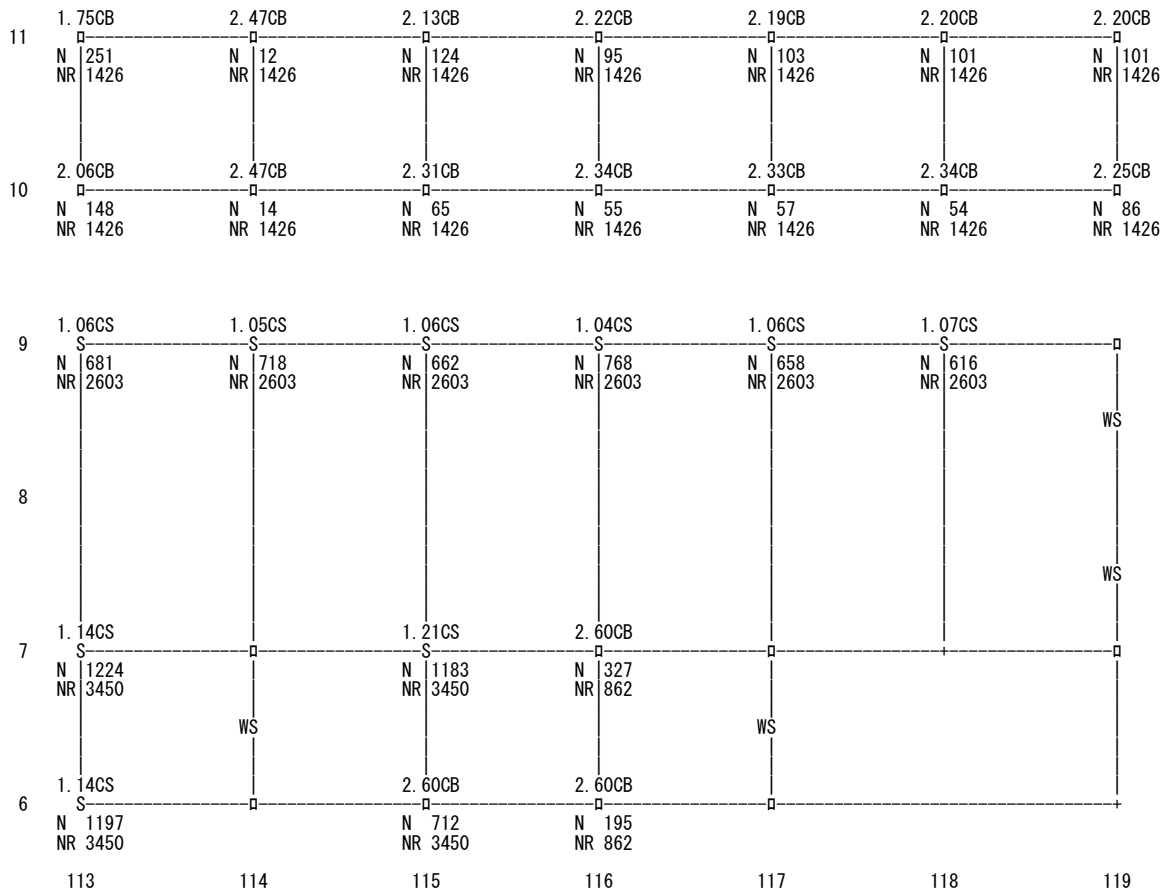 1.75CB 2.47CB 2.13CB 2.22CB 2.19CB 2.20CB 2.20CB
11
N 251 N 12 N 124 N 95 N 103 N 101 N 101
NR 1426 NR 1426 NR 1426 NR 1426 NR 1426 NR 1426 NR 1426
2.06CB 2.47CB 2.31CB 2.34CB 2.33CB 2.34CB 2.25CB
10
N 148 N 14 N 65 N 55 N 57 N 54 N 86
NR 1426 NR 1426 NR 1426 NR 1426 NR 1426 NR 1426 NR 1426
1.06CS 1.05CS 1.06CS 1.04CS 1.06CS 1.07CS
9 S S S S S S
N 681 N 718 N 662 N 768 N 658 N 616
NR 2603 NR 2603 NR 2603 NR 2603 NR 2603 NR 2603
WS
8
WS
1.14CS 1.21CS 2.60CB
7 S S
N 1224 N 1183 N 327
NR 3450 NR 3450 NR 862
WS WS
1.14CS 2.60CB 2.60CB
6 S
N 1197 N 712 N 195
NR 3450 NR 3450 NR 862
113 114 115 116 117 118 119